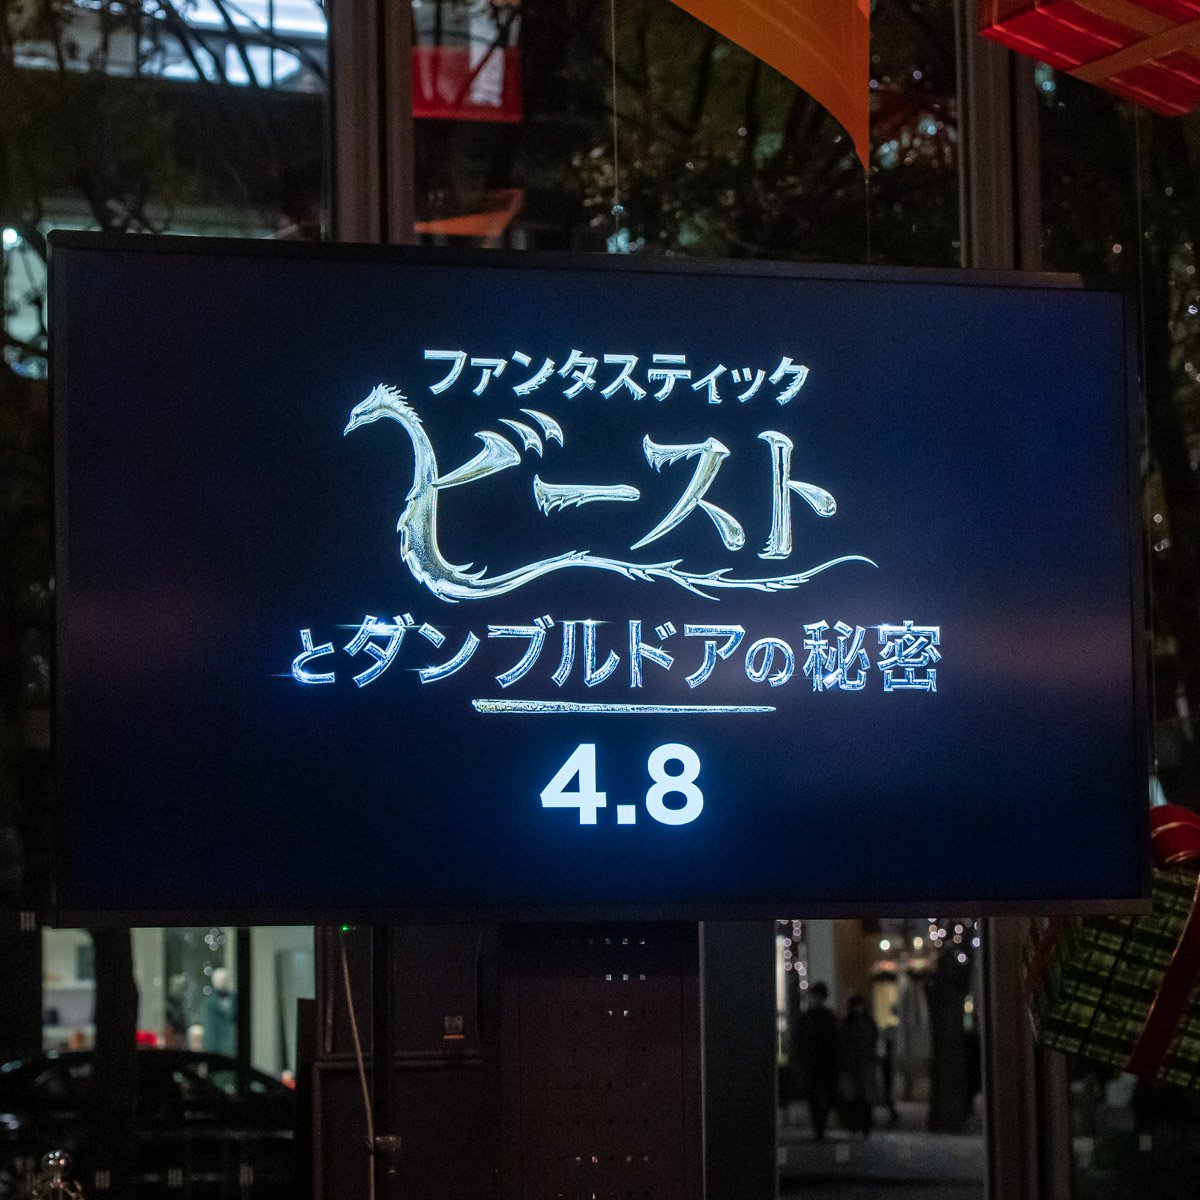 ファンタスティック
ビースト
とダンブルドアの秘密
4.8